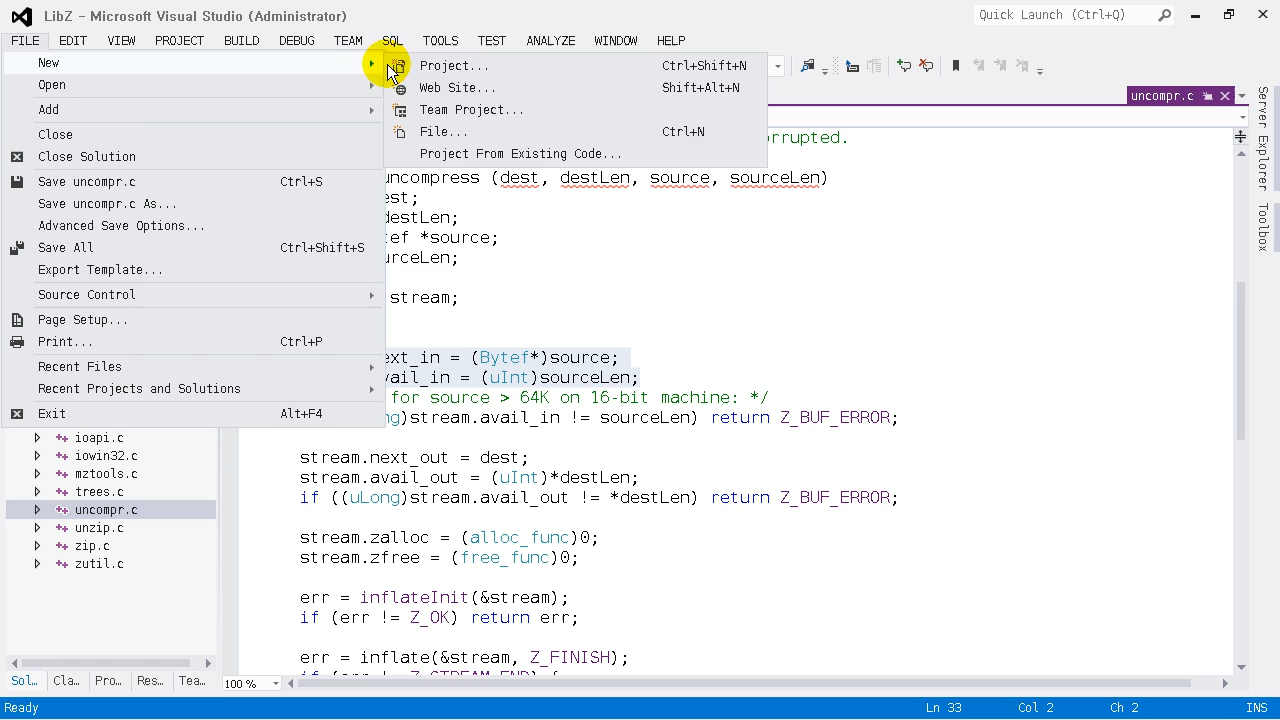 LibZ - Microsoft Visual Studio (Administrator)
Quick Launch (Ctrl+Q)
FILE EDIT VIEW PROJECT BUILD DEBUG TEAM SQL TOOLS TEST ANALYZE WINDOW HELP
New
Open
Add
Close
Close Solution
Save uncompr.c Ctrl+S
Save uncompr.c As...
Advanced Save Options...
Save All Ctrl+Shift+S
Export Template...
Source Control
Page Setup...
Print... Ctrl+P
Recent Files
Recent Projects and Solutions
Exit Alt+F4
Project... Ctrl+Shift+N
Web Site... Shift+Alt+N
Team Project...
File... Ctrl+N
Project From Existing Code...
uncompr.c
Server Explorer
Toolbox
rrupted.
uncompress (dest, destLen, source, sourceLen)
est;
destLen;
ef *source;
urceLen;
stream;
ext_in = (Bytef*)source;
vail_in = (uInt)sourceLen;
for source > 64K on 16-bit machine: */
ng)stream.avail_in != sourceLen) return Z_BUF_ERROR;
stream.next_out = dest;
stream.avail_out = (uInt)*destLen;
if ((uLong)stream.avail_out != *destLen) return Z_BUF_ERROR;
stream.zalloc = (alloc_func)0;
stream.zfree = (free_func)0;
err = inflateInit(&stream);
if (err != Z_OK) return err;
err = inflate(&stream, Z_FINISH);
if (err != Z_STREAM_END) {
ioapi.c
iowin32.c
mztools.c
trees.c
uncompr.c
unzip.c
zip.c
zutil.c
Sol... Cla... Pro... Res... Tea...
100 %
Ready
Ln 33 Col 2 Ch 2 INS